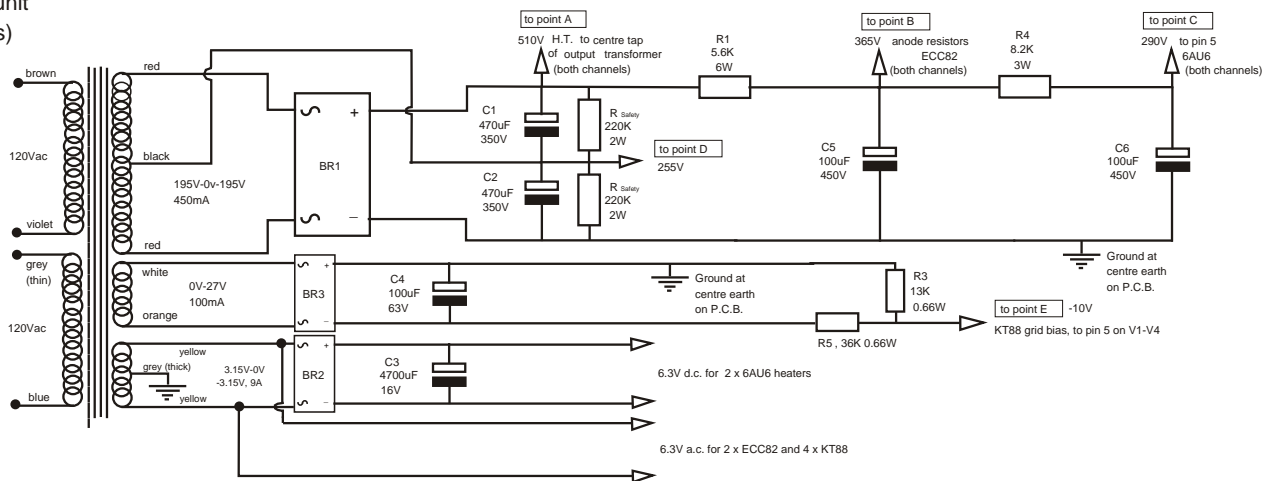 unit
s)
to point A
510V H.T. to centre tap
of output transformer
(both channels)
R1
5.6K
6W
to point B
365V anode resistors
ECC82
(both channels)
R4
8.2K
3W
to point C
290V to pin 5
6AU6
(both channels)
brown
120Vac
violet
grey
(thin)
120Vac
blue
red
black
195V-0v-195V
450mA
red
BR1
+
−
C1
470uF
350V
R Safety
220K
2W
C2
470uF
350V
R Safety
220K
2W
to point D
255V
C5
100uF
450V
C6
100uF
450V
white
0V-27V
100mA
orange
BR3
+
−
C4
100uF
63V
Ground at
centre earth
on P.C.B.
Ground at
centre earth
on P.C.B.
R3
13K
0.66W
to point E -10V
KT88 grid bias, to pin 5 on V1-V4
R5 , 36K 0.66W
yellow
grey (thick)
3.15V-0V
-3.15V, 9A
yellow
BR2
+
−
C3
4700uF
16V
6.3V d.c. for 2 x 6AU6 heaters
6.3V a.c. for 2 x ECC82 and 4 x KT88